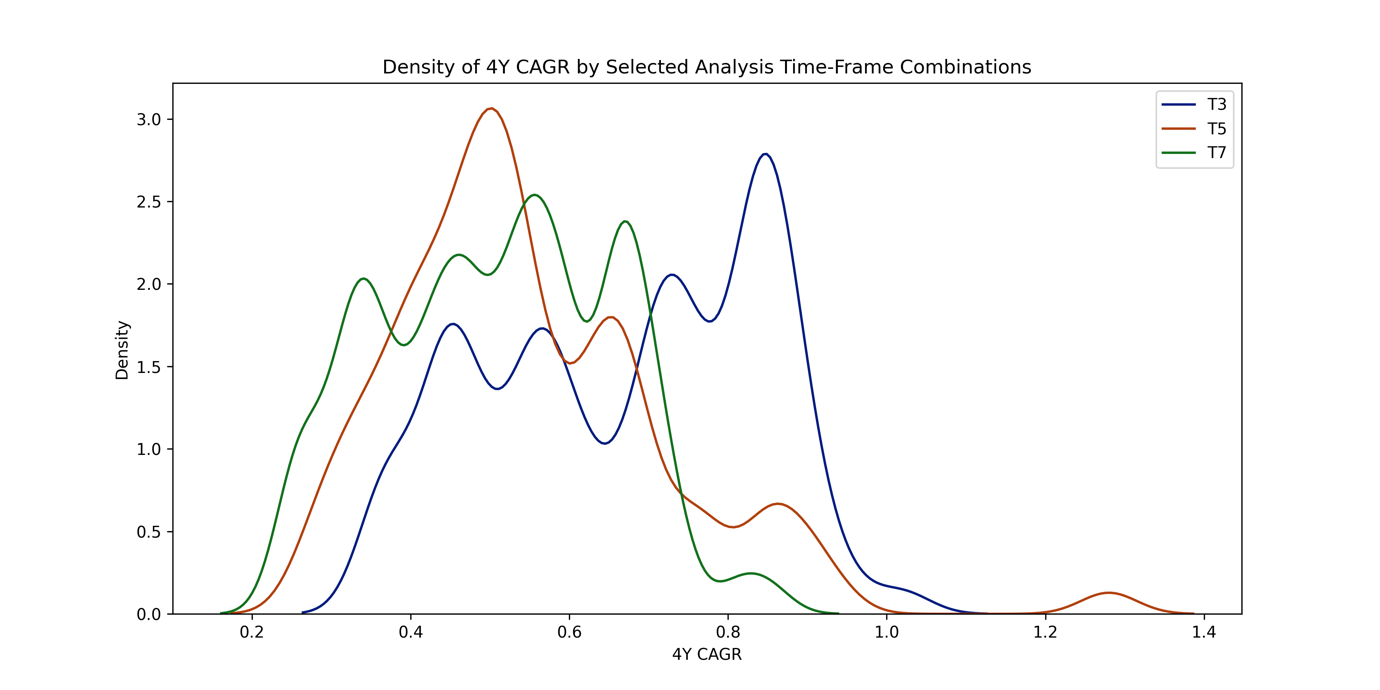 Density of 4Y CAGR by Selected Analysis Time-Frame Combinations
T3
T5
T7
Density
3.0
2.5
2.0
1.5
1.0
0.5
0.0
0.2 0.4 0.6 0.8 1.0 1.2 1.4
4Y CAGR